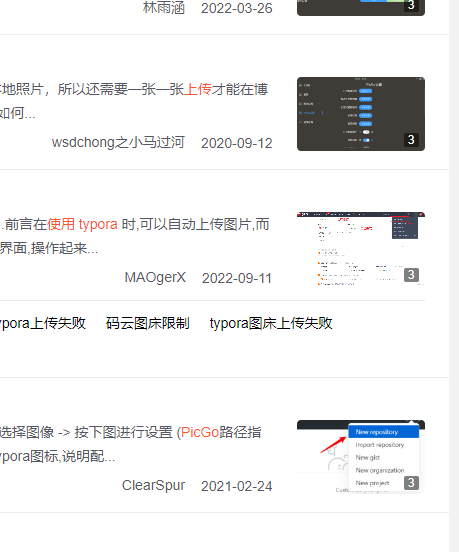 林雨涵 2022-03-26
3
本地照片，所以还需要一张一张上传才能在博
如何...
wsdchong之小马过河 2020-09-12
3
.前言在使用 typora 时,可以自动上传图片,而
界面,操作起来...
MAOgerX 2022-09-11
3
ypora上传失败 码云图床限制 typora图床上传失败
选择图像 -> 按下图进行设置 (PicGo路径指
ypora图标,说明配...
ClearSpur 2021-02-24
New repository
Import repository
New gist
New organization
New project
3